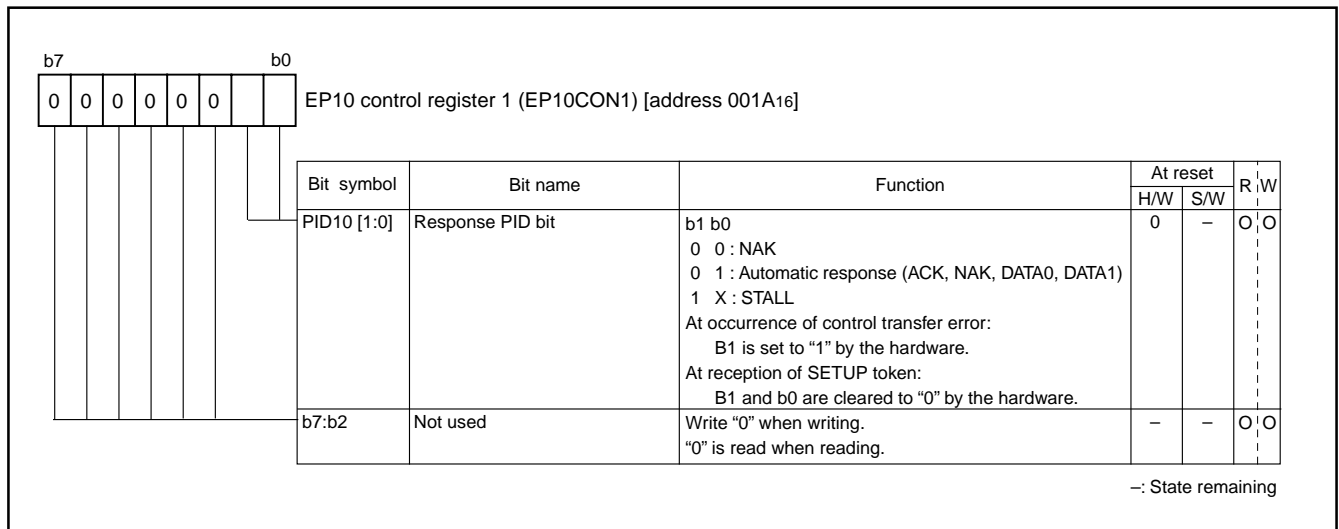 b7 b0
0 0 0 0 0 0
EP10 control register 1 (EP10CON1) [address 001A16]
Bit symbol Bit name Function At reset R W
H/W S/W
PID10 [1:0] Response PID bit b1 b0 0 – O O
0 0 : NAK
0 1 : Automatic response (ACK, NAK, DATA0, DATA1)
1 X : STALL
At occurrence of control transfer error:
B1 is set to “1” by the hardware.
At reception of SETUP token:
B1 and b0 are cleared to “0” by the hardware.
b7:b2 Not used Write “0” when writing. – – O O
“0” is read when reading.
–: State remaining